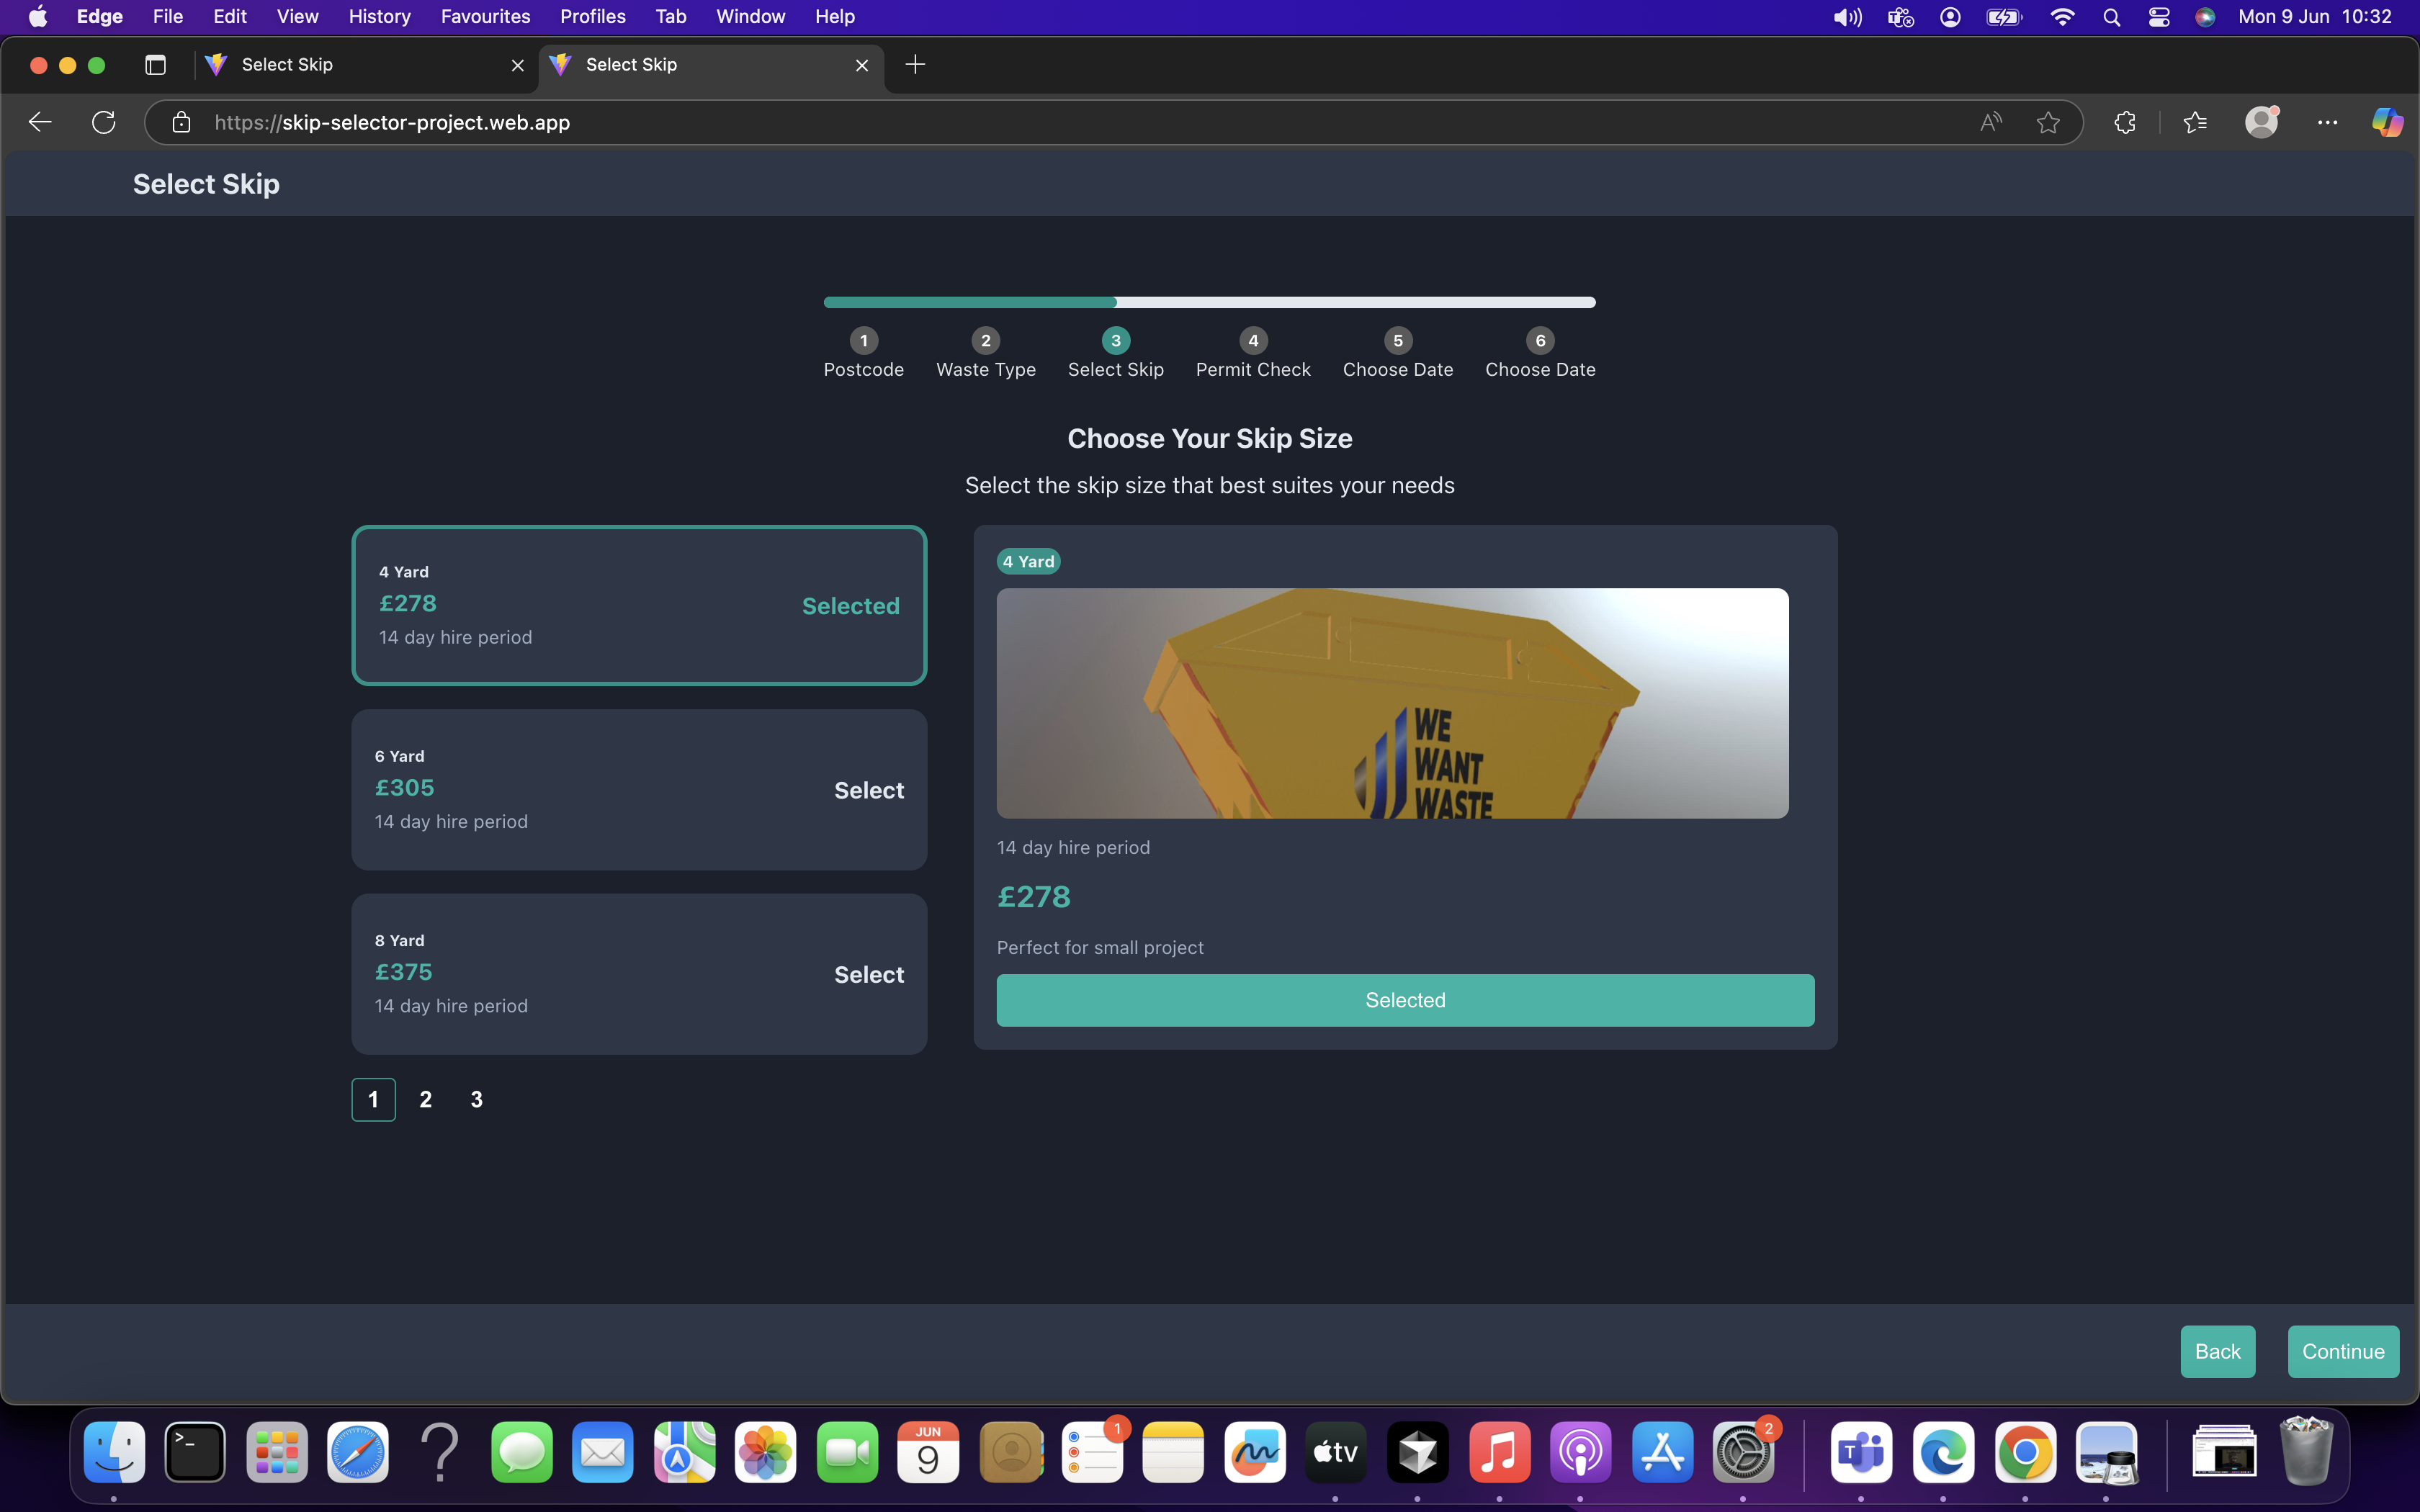 Edge File Edit View History Favourites Profiles Tab Window Help Mon 9 Jun 10:32
Select Skip Select Skip
https://skip-selector-project.web.app
Select Skip
1 2 3 4 5 6
Postcode Waste Type Select Skip Permit Check Choose Date Choose Date
Choose Your Skip Size
Select the skip size that best suites your needs
4 Yard
£278
14 day hire period
Selected
6 Yard
£305
14 day hire period
Select
8 Yard
£375
14 day hire period
Select
1 2 3
4 Yard
WE
WANT
WASTE
14 day hire period
£278
Perfect for small project
Selected
Back Continue
JUN
9
1
tv
2
T